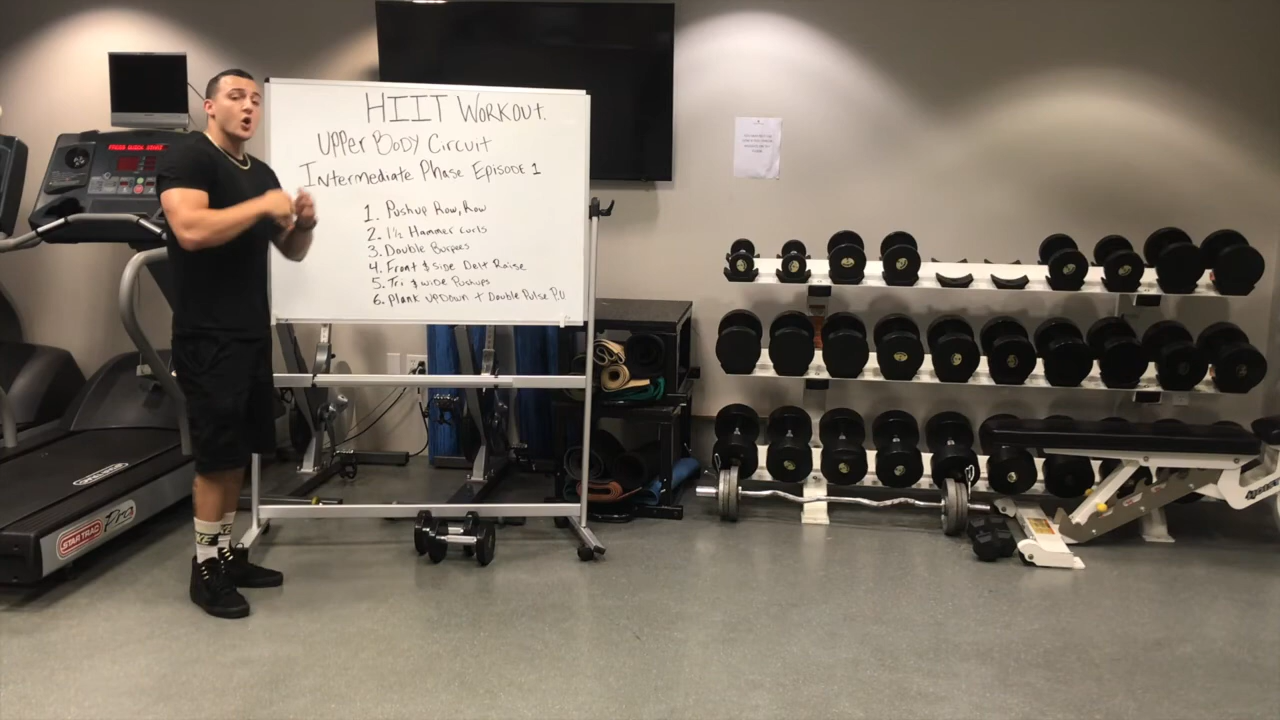 HIIT WORKOUT.
UPPER BODY CIRCUIT
Intermediate Phase Episode 1
1. Pushup Row, Row
2. 1½ Hammer curls
3. Double Burpees
4. Front & side Delt Raise
5. Tri & wide Pushups
6. Plank UPDown + Double Pulse P.U
STAR TRAC Pro